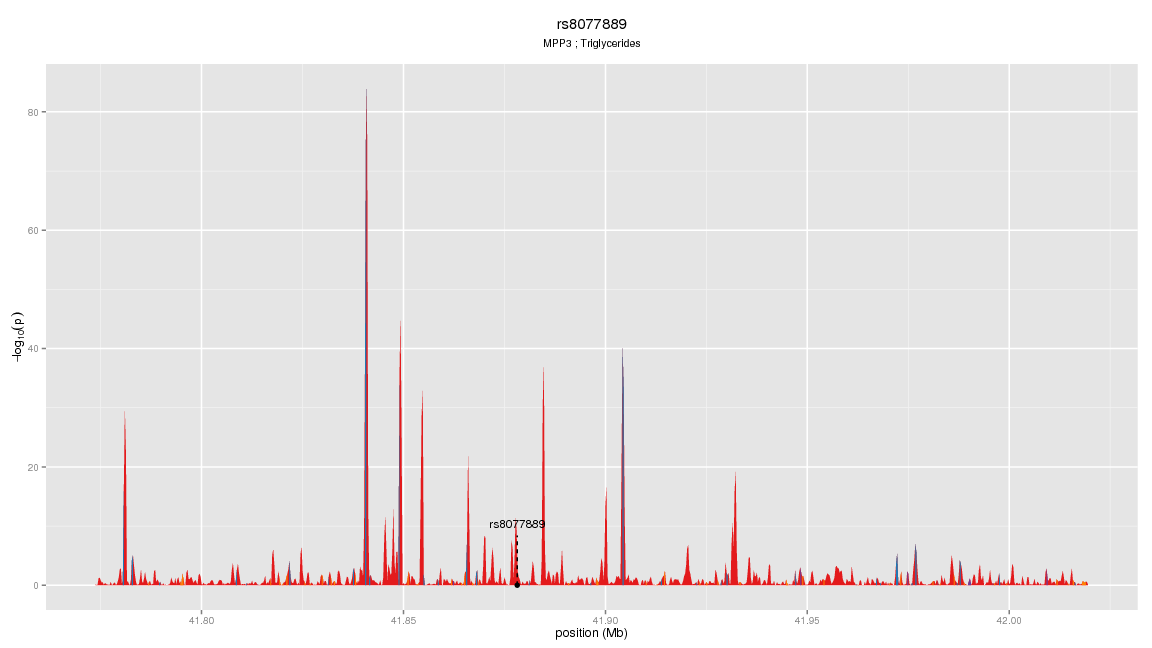 rs8077889
MPP3 ; Triglycerides
80
60
40
20
0
−log10(p)
rs8077889
41.80 41.85 41.90 41.95 42.00
position (Mb)